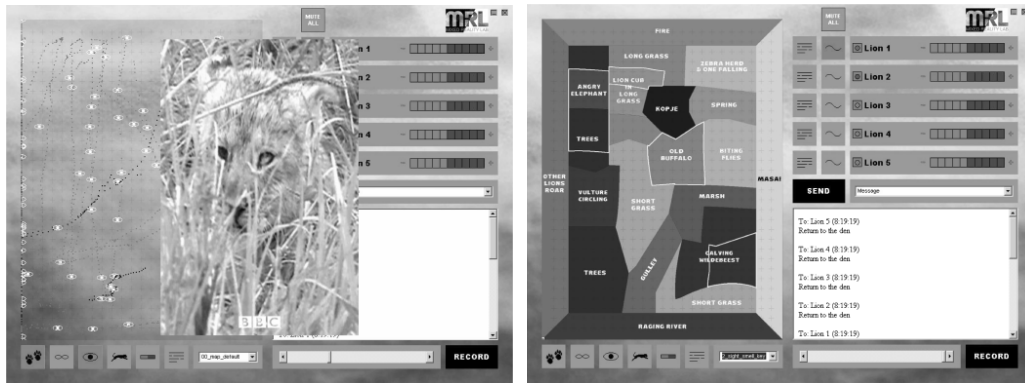 MUTE
ALL
mRL
Lion 1
Lion 2
Lion 3
Lion 4
Lion 5
BBC
00_map_default
RECORD
MUTE
ALL
mRL
FIRE
LONG GRASS
ZEBRA HERD
& ONE FALLING
ANGRY
ELEPHANT
LION CUB
IN
LONG
GRASS
KOPJE
SPRING
TREES
OLD
BUFFALO
BITING
FLIES
OTHER
LIONS
ROAR
MASAI
VULTURE
CIRCLING
SHORT
GRASS
MARSH
TREES
GULLEY
CALVING
WILDEBEEST
SHORT GRASS
RAGING RIVER
Lion 1
Lion 2
Lion 3
Lion 4
Lion 5
SEND
Message
To: Lion 5 (8:19:19)
Return to the den
To: Lion 4 (8:19:19)
Return to the den
To: Lion 3 (8:19:19)
Return to the den
To: Lion 2 (8:19:19)
Return to the den
To: Lion 1 (8:19:19)
RECORD